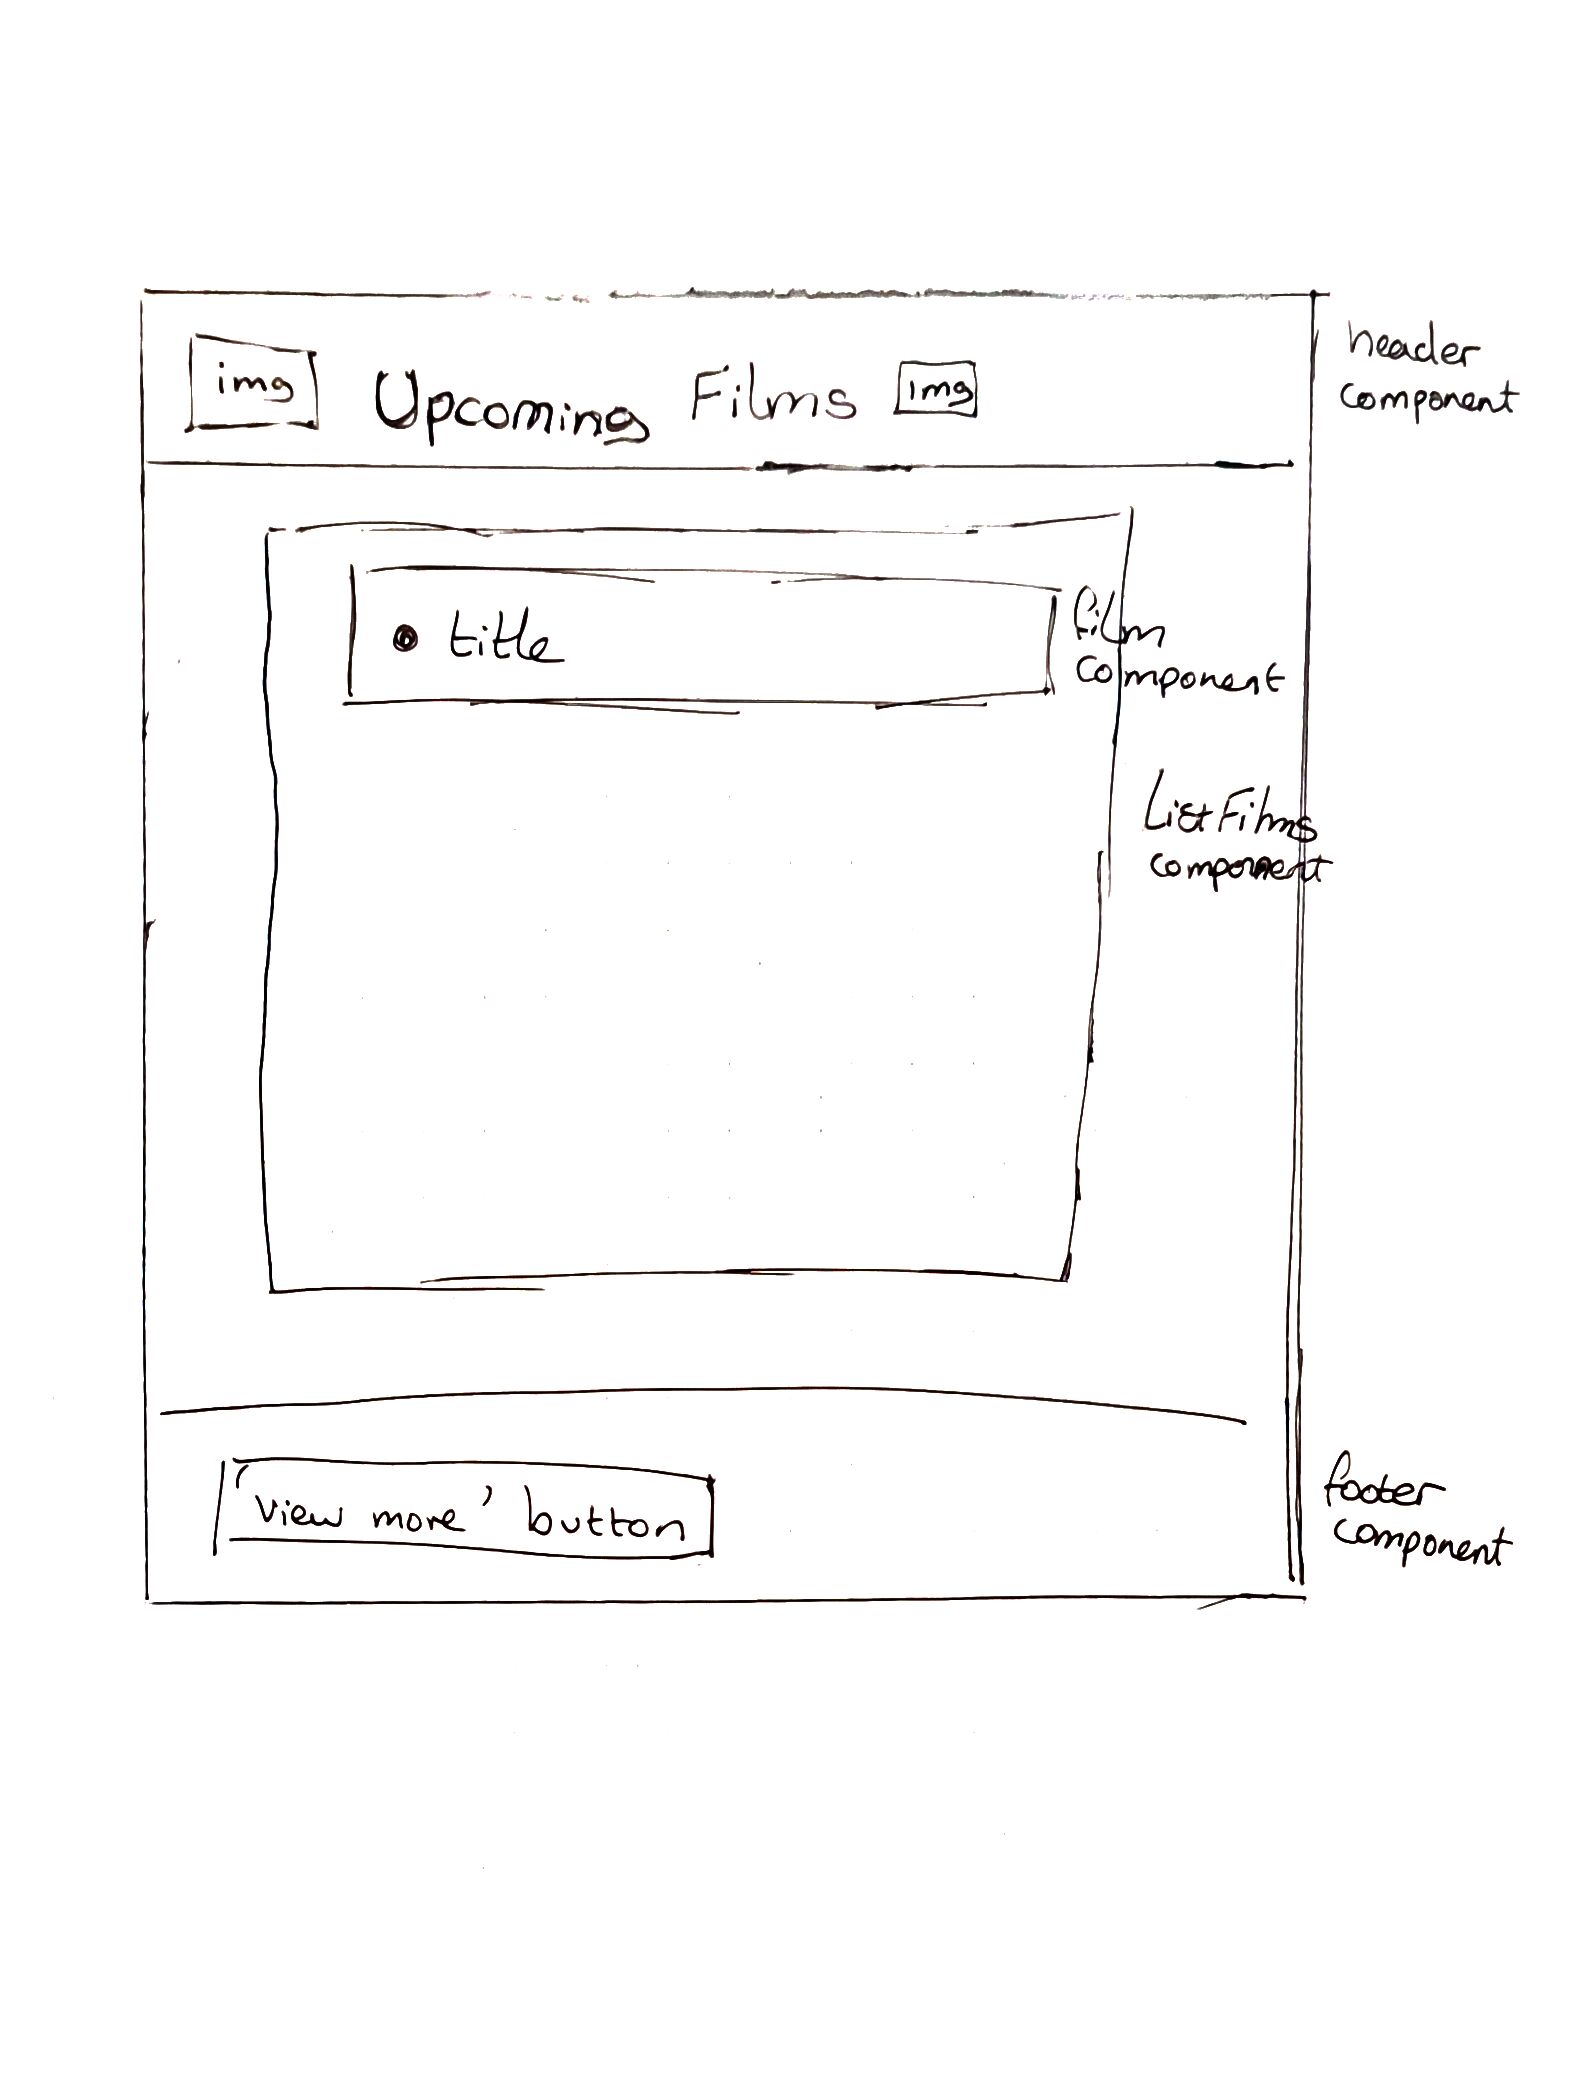 img Upcoming Films img
header
component
title
film
component
ListFilms
component
'view more' button
footer
component